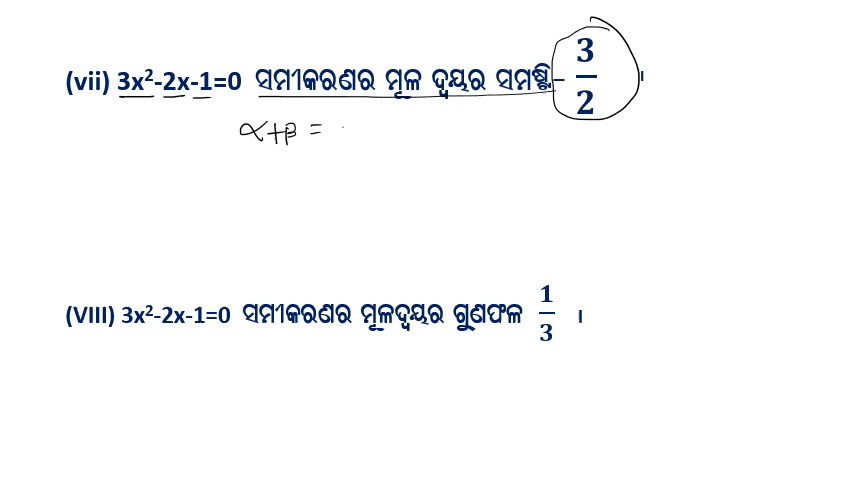 (vii) 3x²-2x-1=0 ସମୀକରଣର ମୂଳ ଦ୍ୱୟର ସମଷ୍ଟି – 3/2 ।
α+β =
(VIII) 3x²-2x-1=0 ସମୀକରଣର ମୂଳଦ୍ୱୟର ଗୁଣଫଳ 1/3 ।